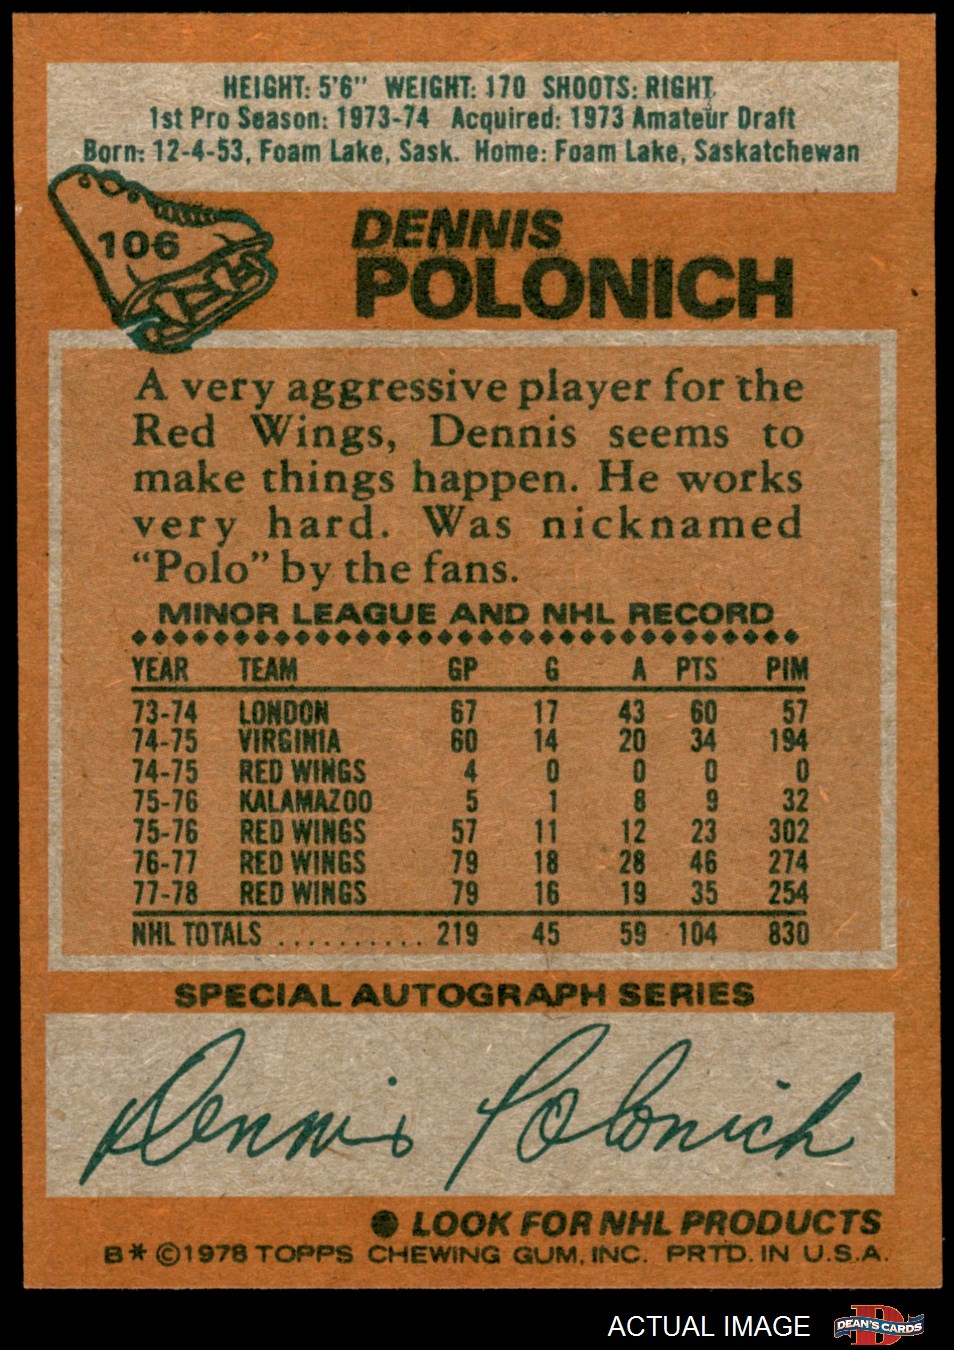 HEIGHT: 5'6" WEIGHT: 170 SHOOTS: RIGHT
1st Pro Season: 1973-74 Acquired: 1973 Amateur Draft
Born: 12-4-53, Foam Lake, Sask. Home: Foam Lake, Saskatchewan
106
DENNIS
POLONICH
A very aggressive player for the
Red Wings, Dennis seems to
make things happen. He works
very hard. Was nicknamed
"Polo" by the fans.
MINOR LEAGUE AND NHL RECORD
YEAR TEAM GP G A PTS PIM
73-74 LONDON 67 17 43 60 57
74-75 VIRGINIA 60 14 20 34 194
74-75 RED WINGS 4 0 0 0 0
75-76 KALAMAZOO 5 1 8 9 32
75-76 RED WINGS 57 11 12 23 302
76-77 RED WINGS 79 18 28 46 274
77-78 RED WINGS 79 16 19 35 254
NHL TOTALS .......... 219 45 59 104 830
SPECIAL AUTOGRAPH SERIES
Dennis Polonich
● LOOK FOR NHL PRODUCTS
B* ©1978 TOPPS CHEWING GUM, INC. PRTD. IN U.S.A.
ACTUAL IMAGE
D
DEAN'S CARDS